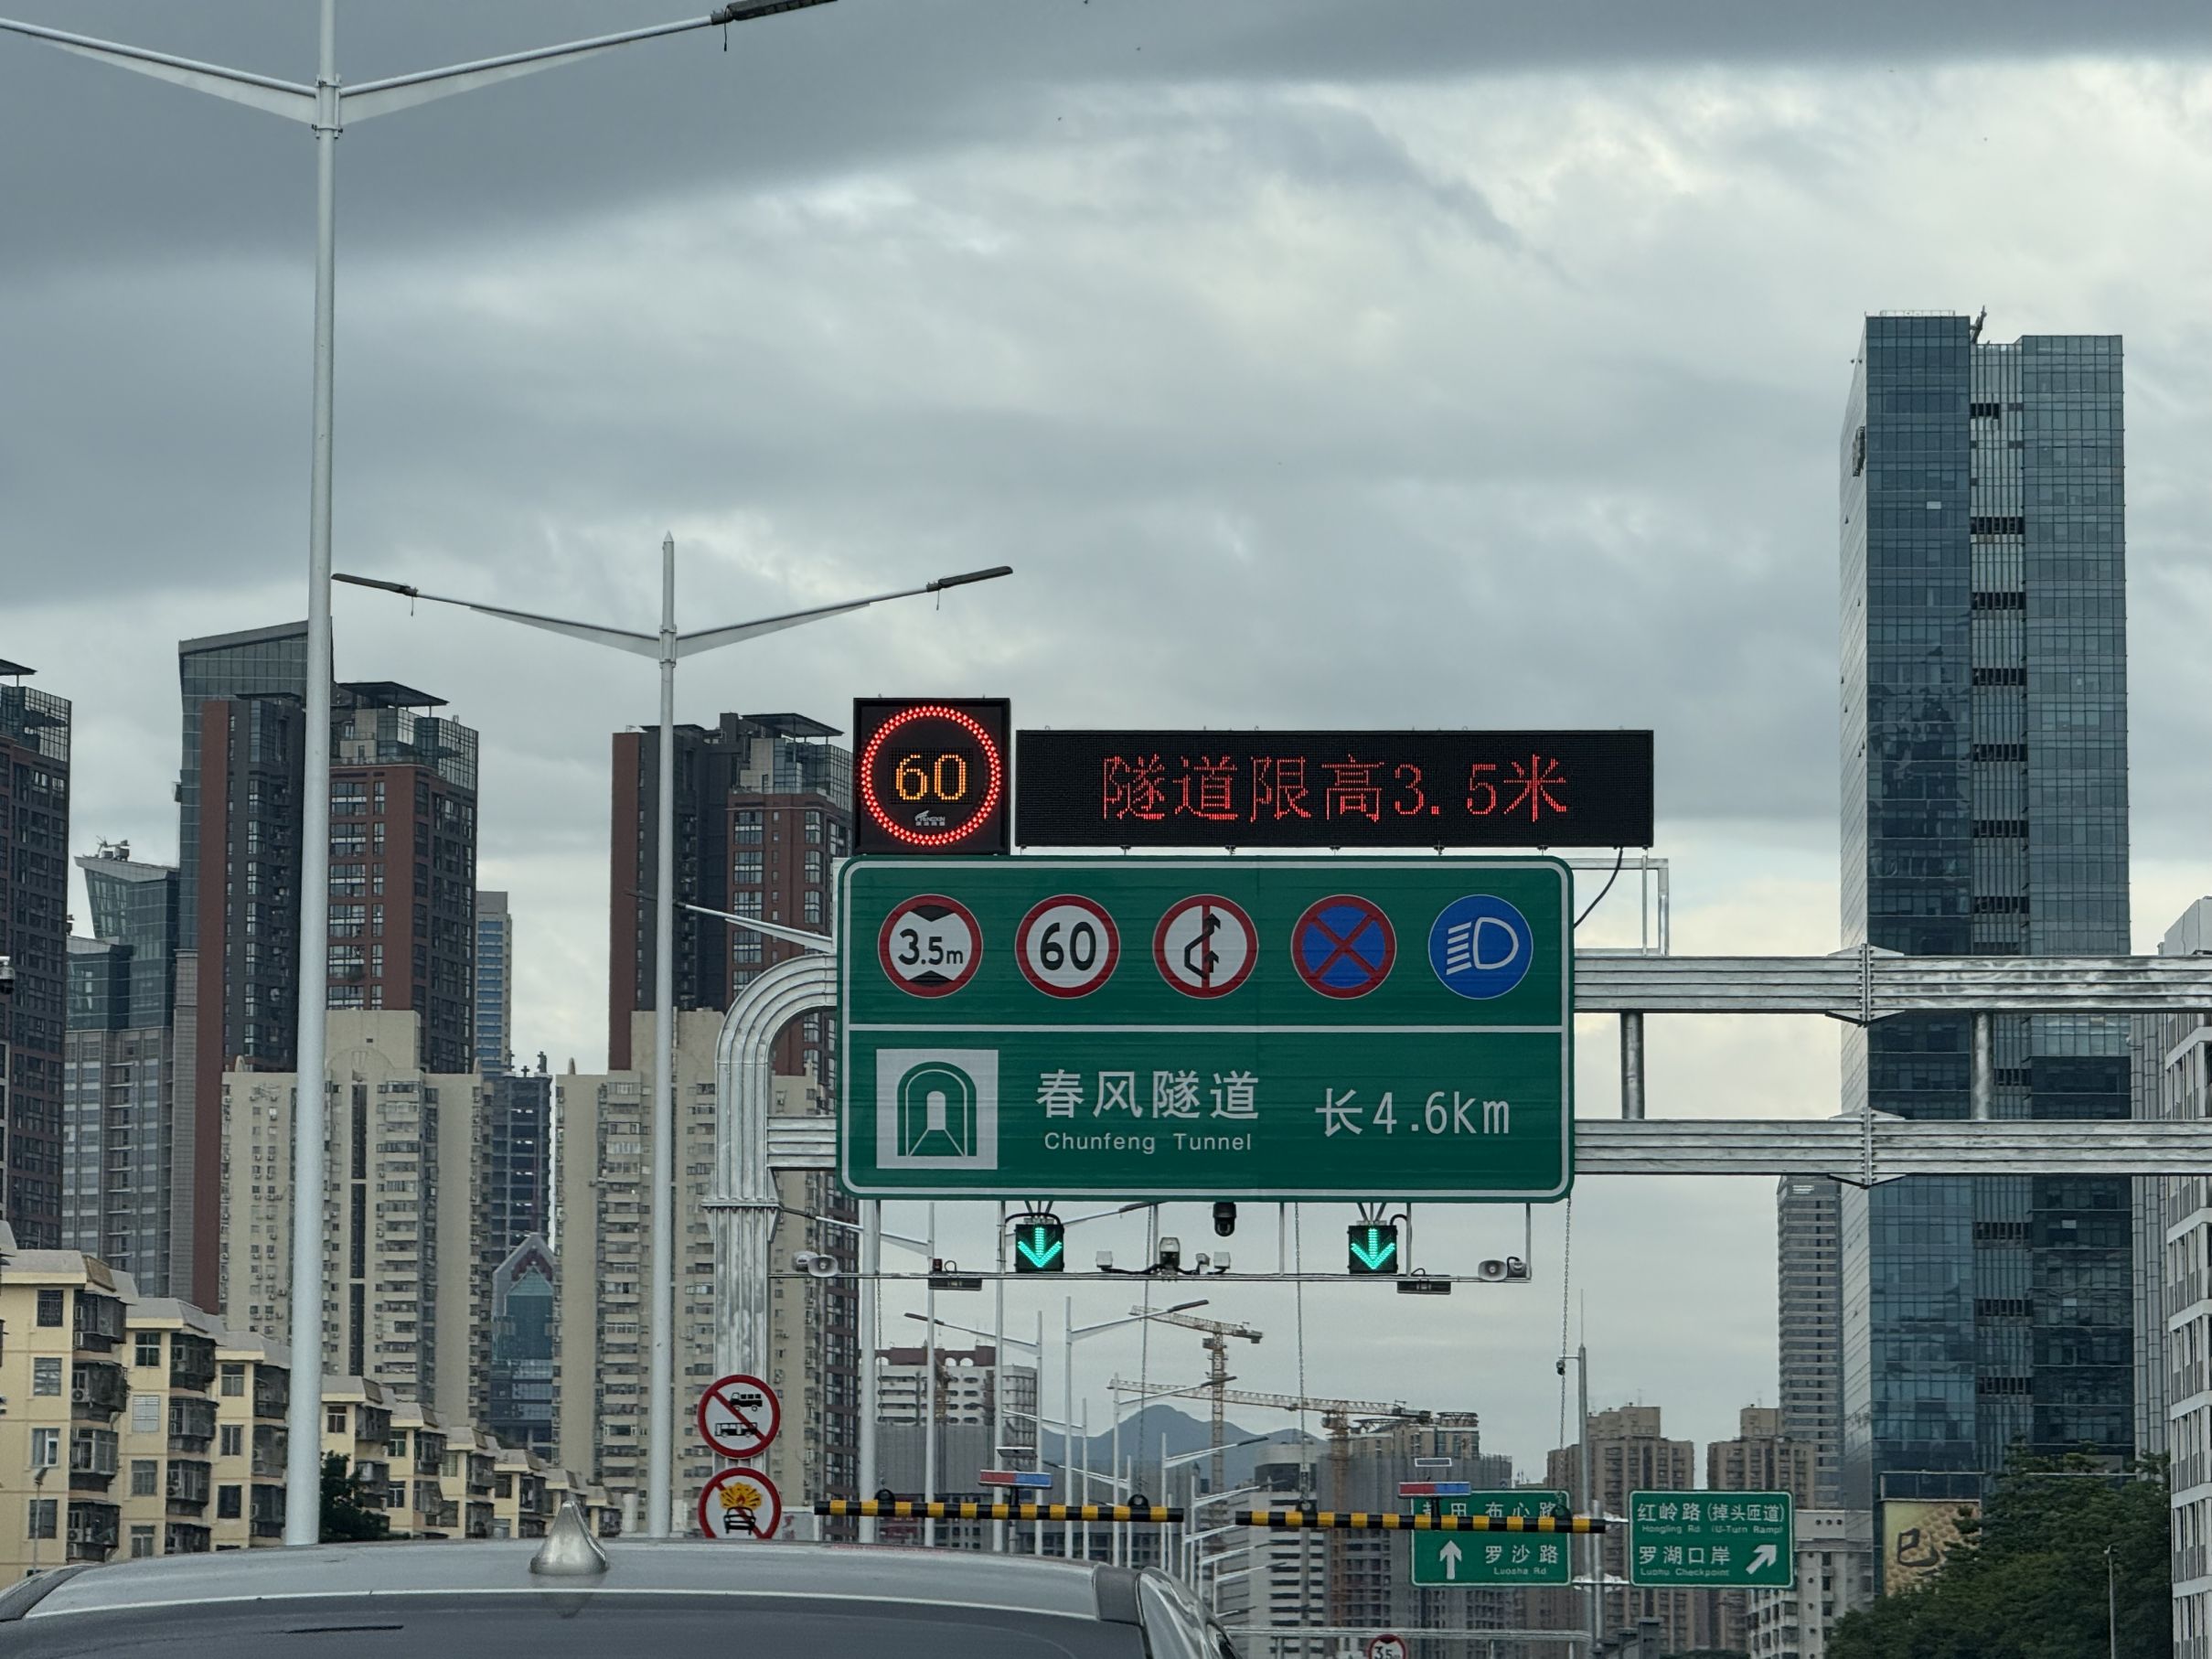 60
隧道限高3.5米
3.5m
60
春风隧道
Chunfeng Tunnel
长4.6km
布心路
罗沙路
Luosha Rd
红岭路(掉头匝道)
Hongling Rd (U-Turn Ramp)
罗湖口岸
Luohu Checkpoint
3.5m